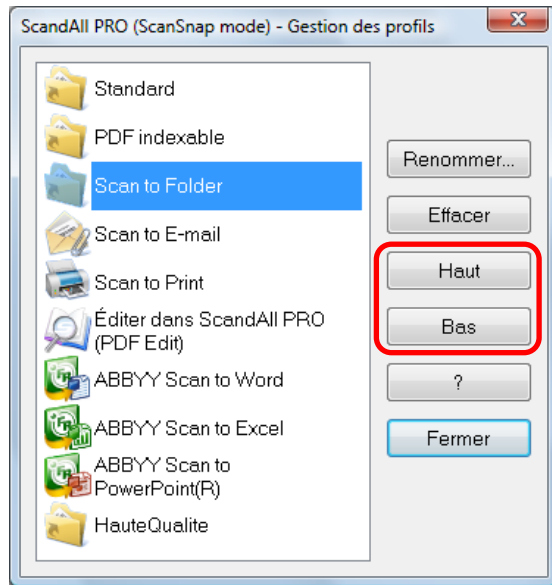 ScandAll PRO (ScanSnap mode) - Gestion des profils
Standard
PDF indexable
Scan to Folder
Scan to E-mail
Scan to Print
Éditer dans ScandAll PRO
(PDF Edit)
ABBYY Scan to Word
ABBYY Scan to Excel
ABBYY Scan to
PowerPoint(R)
HauteQualite
Renommer...
Effacer
Haut
Bas
?
Fermer